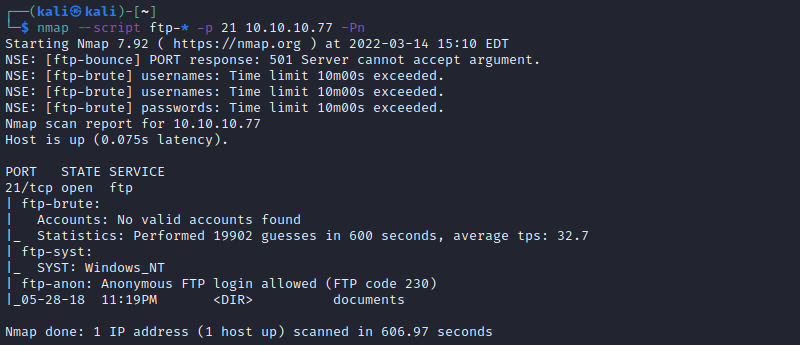 ┌──(kali㉿kali)-[~]
└─$ nmap --script ftp-* -p 21 10.10.10.77 -Pn
Starting Nmap 7.92 ( https://nmap.org ) at 2022-03-14 15:10 EDT
NSE: [ftp-bounce] PORT response: 501 Server cannot accept argument.
NSE: [ftp-brute] usernames: Time limit 10m00s exceeded.
NSE: [ftp-brute] usernames: Time limit 10m00s exceeded.
NSE: [ftp-brute] passwords: Time limit 10m00s exceeded.
Nmap scan report for 10.10.10.77
Host is up (0.075s latency).

PORT   STATE SERVICE
21/tcp open  ftp
| ftp-brute:
|   Accounts: No valid accounts found
|_  Statistics: Performed 19902 guesses in 600 seconds, average tps: 32.7
| ftp-syst:
|_  SYST: Windows_NT
| ftp-anon: Anonymous FTP login allowed (FTP code 230)
|_05-28-18  11:19PM       <DIR>          documents

Nmap done: 1 IP address (1 host up) scanned in 606.97 seconds